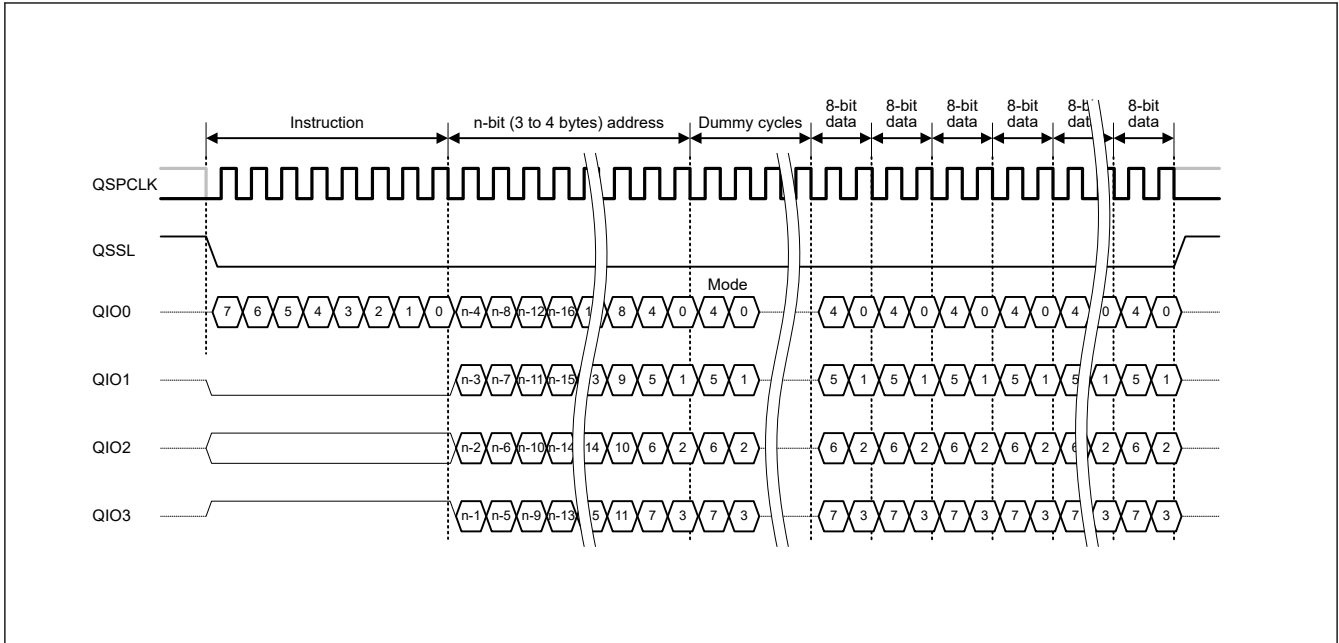 8-bit 8-bit 8-bit 8-bit 8-bit
Instruction n-bit (3 to 4 bytes) address Dummy cycles data data data data data
QSPCLK
QSSL
Mode
QIO0 7 6 5 4 3 2 1 0 n-4 n-8 n-12 n-16 8 4 0 4 0 4 0 4 0 4 0 4 0 4 0 4 0
QIO1 n-3 n-7 n-11 n-15 9 5 1 5 1 5 1 5 1 5 1 5 1 5 1 5 1
QIO2 n-2 n-6 n-10 n-14 14 10 6 2 6 2 6 2 6 2 6 2 6 2 6 2 6 2
QIO3 n-1 n-5 n-9 n-13 11 7 3 7 3 7 3 7 3 7 3 7 3 7 3 7 3